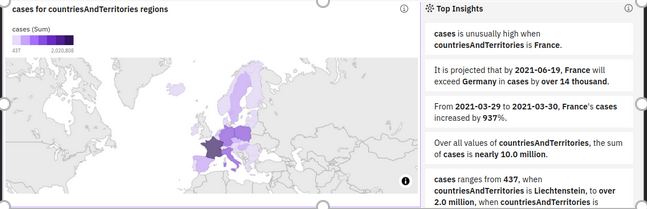 cases for countriesAndTerritories regions
cases (Sum)
437
2,020,806
Top Insights
cases is unusually high when
countriesAndTerritories is France.
It is projected that by 2021-06-19, France will
exceed Germany in cases by over 14 thousand.
From 2021-03-29 to 2021-03-30, France's cases
increased by 937%.
Over all values of countriesAndTerritories, the sum
of cases is nearly 10.0 million.
cases ranges from 437, when
countriesAndTerritories is Liechtenstein, to over
2.0 million, when countriesAndTerritories is